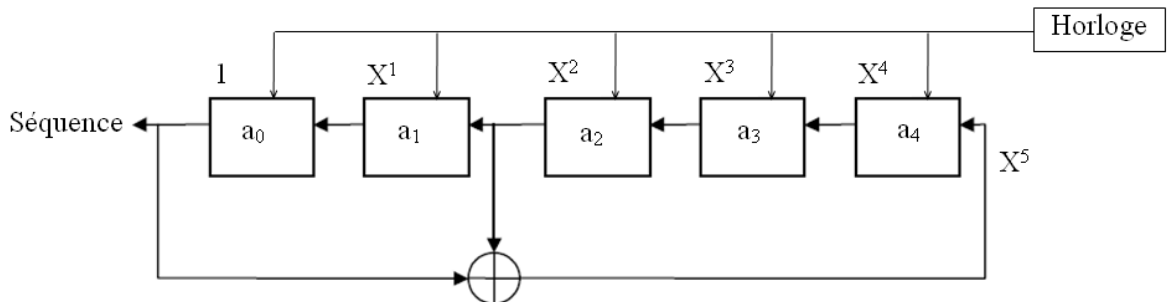 Horloge
1 X¹ X² X³ X⁴
Séquence a₀ a₁ a₂ a₃ a₄
X⁵